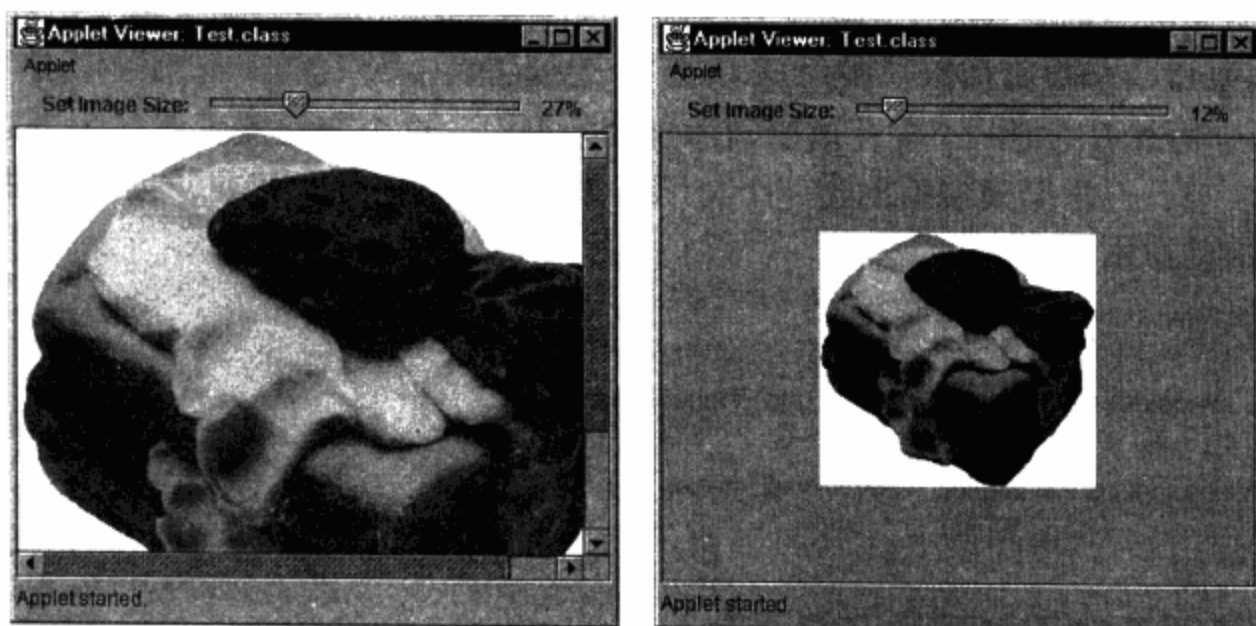 Applet Viewer: Test.class
Applet
Set Image Size: 27%
Applet started.
Applet Viewer: Test.class
Applet
Set Image Size: 12%
Applet started